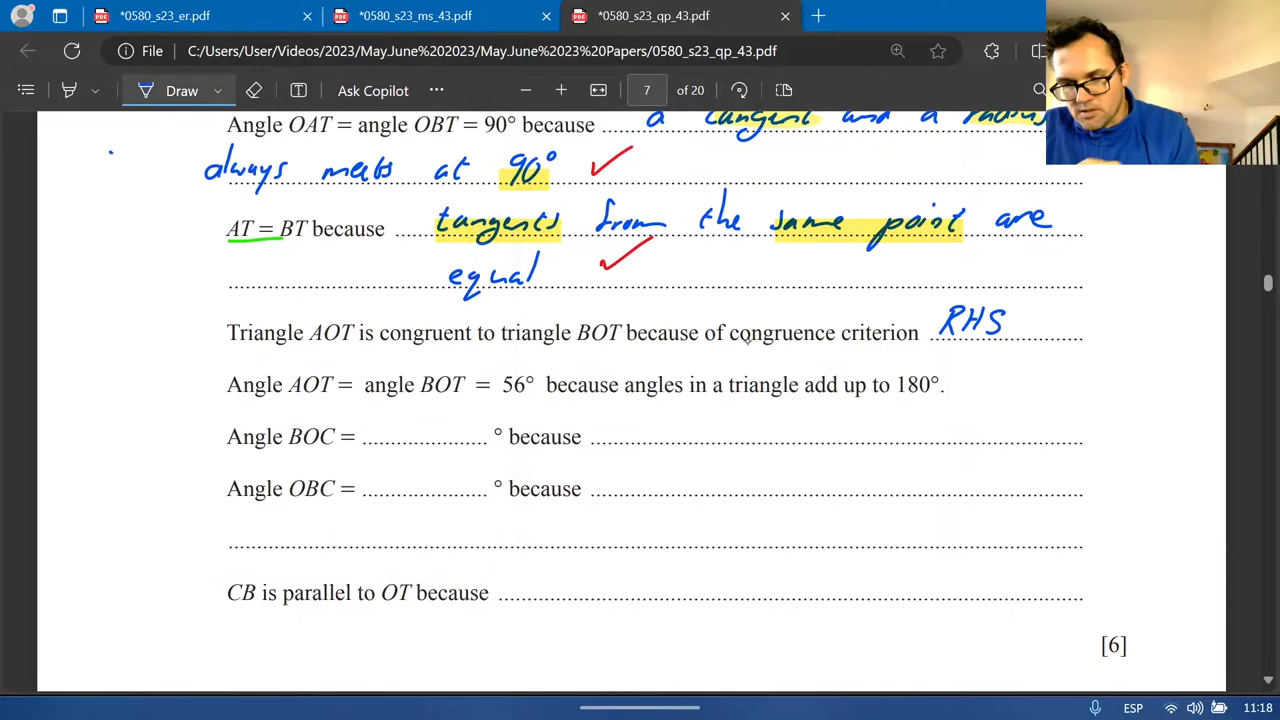 *0580_s23_er.pdf
*0580_s23_ms_43.pdf
*0580_s23_qp_43.pdf
File
C:/Users/User/Videos/2023/May.June%202023/May.June%2023%20Papers/0580_s23_qp_43.pdf
Draw
Ask Copilot
7 of 20
Angle OAT = angle OBT = 90° because a tangent and a radius
always meets at 90° ✓
AT = BT because tangents from the same point are
equal ✓
Triangle AOT is congruent to triangle BOT because of congruence criterion RHS
Angle AOT = angle BOT = 56° because angles in a triangle add up to 180°.
Angle BOC = .................... ° because
Angle OBC = .................... ° because
CB is parallel to OT because
[6]
ESP
11:18